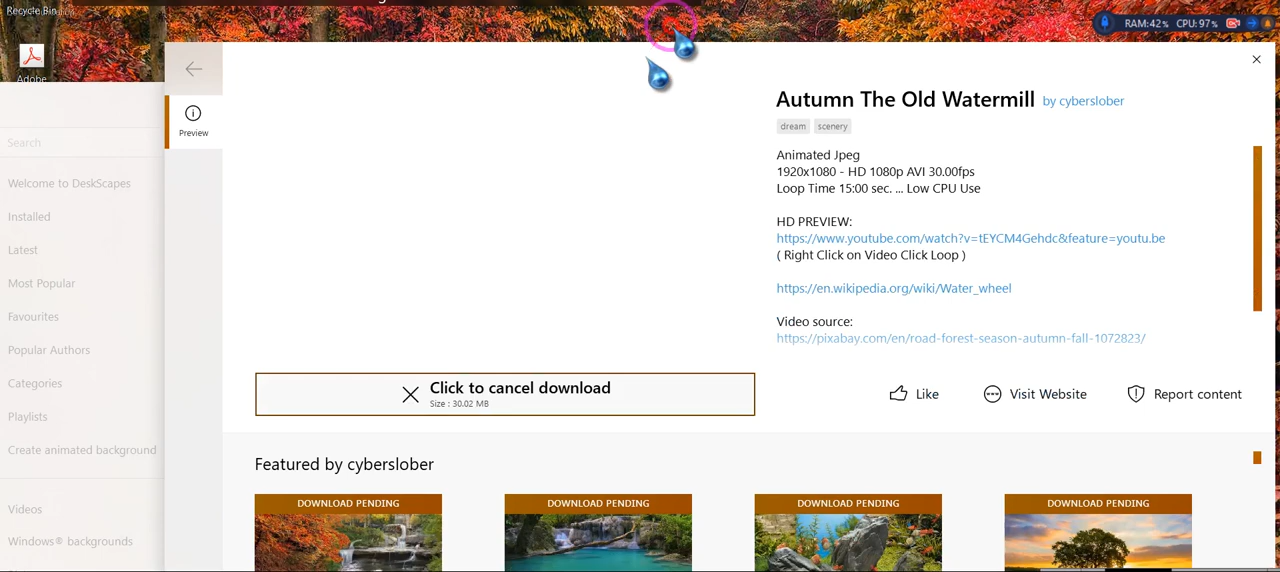 Recycle Bin
RAM:42% CPU:97%
Adobe
Search
Welcome to DeskScapes
Installed
Latest
Most Popular
Favourites
Popular Authors
Categories
Playlists
Create animated background
Videos
Windows® backgrounds
Preview
Autumn The Old Watermill by cyberslober
dream scenery
Animated Jpeg
1920x1080 - HD 1080p AVI 30.00fps
Loop Time 15:00 sec. ... Low CPU Use
HD PREVIEW:
https://www.youtube.com/watch?v=tEYCM4Gehdc&feature=youtu.be
( Right Click on Video Click Loop )
https://en.wikipedia.org/wiki/Water_wheel
Video source:
https://pixabay.com/en/road-forest-season-autumn-fall-1072823/
Click to cancel download
Size : 30.02 MB
Like Visit Website Report content
Featured by cyberslober
DOWNLOAD PENDING DOWNLOAD PENDING DOWNLOAD PENDING DOWNLOAD PENDING